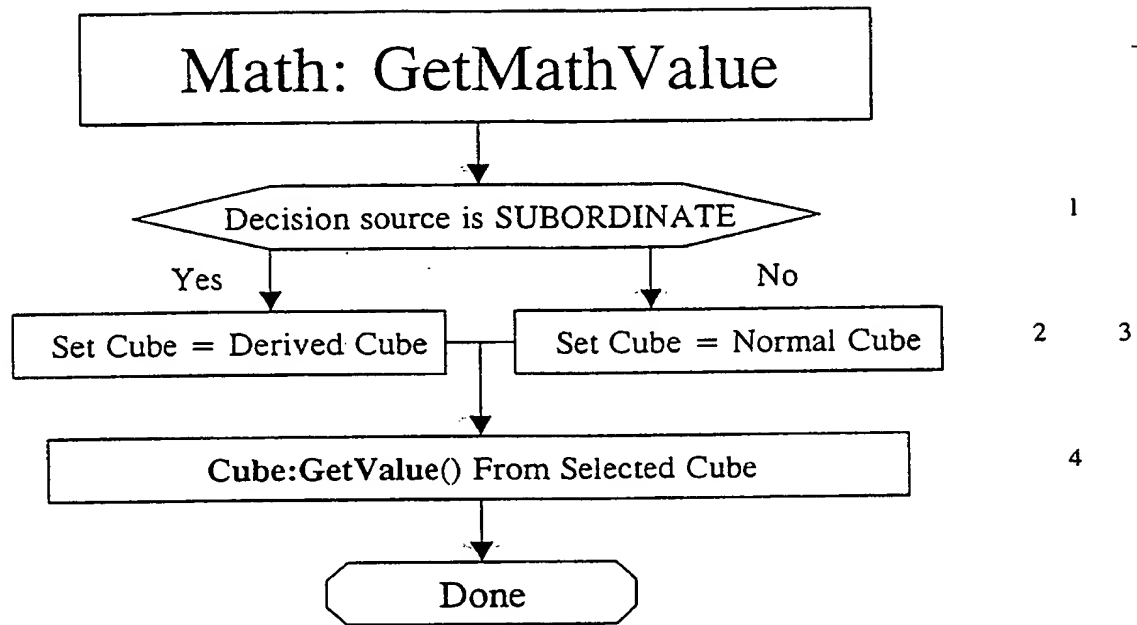 Math: GetMathValue
Decision source is SUBORDINATE 1
Yes No
Set Cube = Derived Cube Set Cube = Normal Cube 2 3
Cube:GetValue() From Selected Cube 4
Done